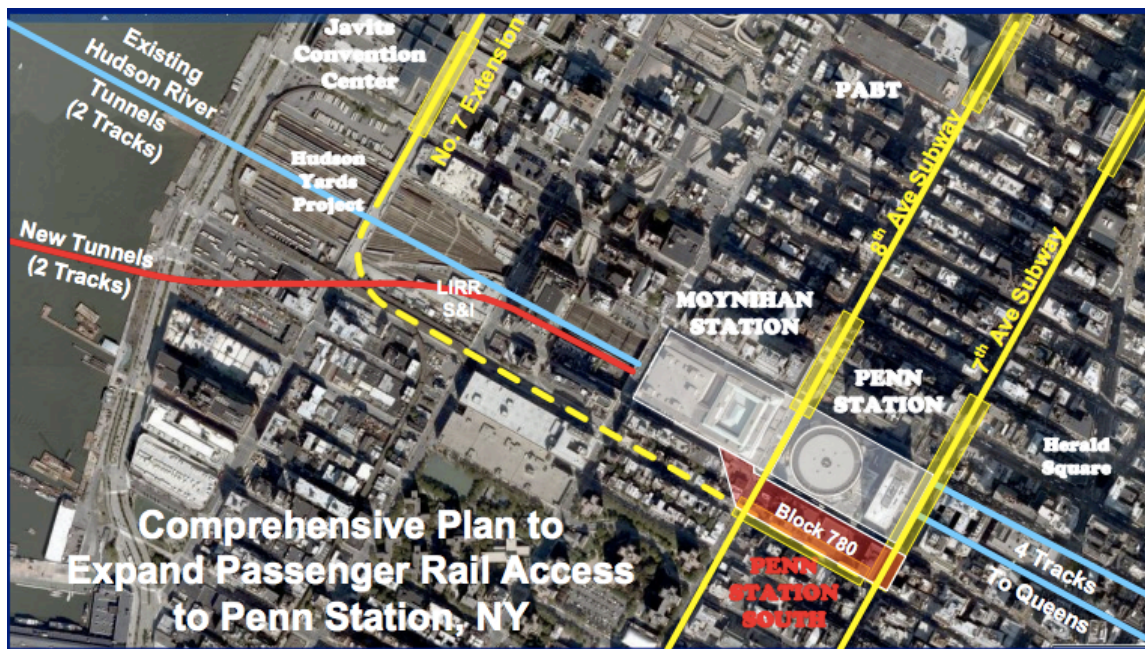 Existing
Hudson River
Tunnels
(2 Tracks)
Javits
Convention
Center
No. 7 Extension
PABT
8th Ave Subway
7th Ave Subway
Hudson
Yards
Project
New Tunnels
(2 Tracks)
LIRR
S&I
MOYNIHAN
STATION
PENN
STATION
Herald
Square
Block 780
PENN
STATION
SOUTH
4 Tracks
To Queens
Comprehensive Plan to
Expand Passenger Rail Access
to Penn Station, NY